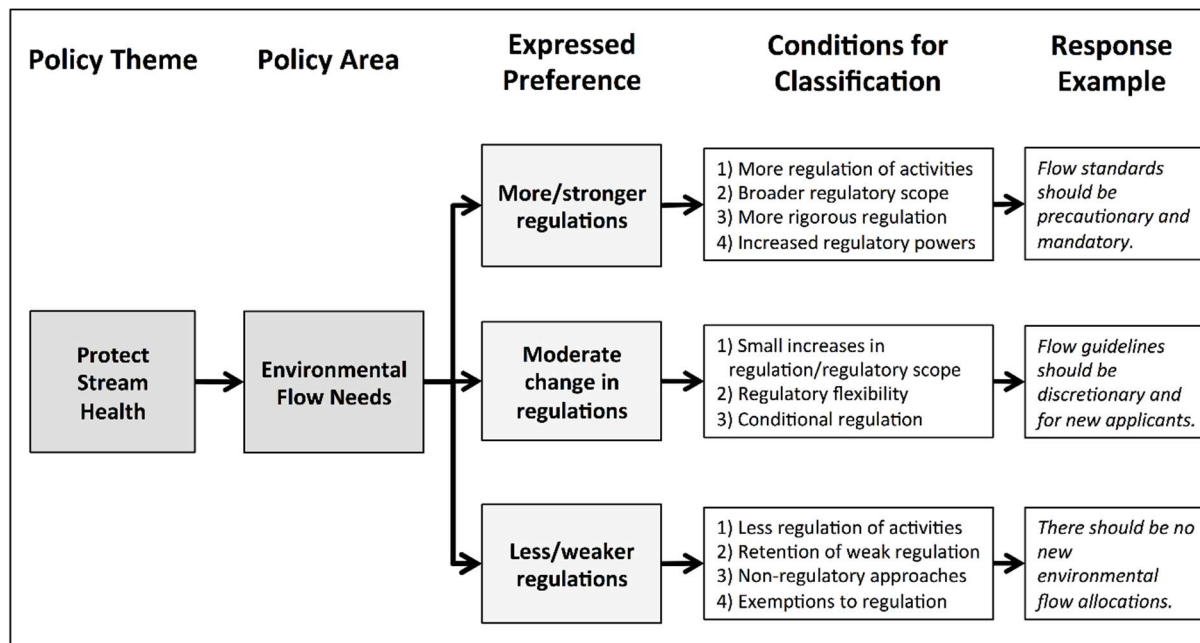 Policy Theme
Policy Area
Expressed
Preference
Conditions for
Classification
Response
Example
Protect
Stream
Health
Environmental
Flow Needs
More/stronger
regulations
1) More regulation of activities
2) Broader regulatory scope
3) More rigorous regulation
4) Increased regulatory powers
Flow standards
should be
precautionary and
mandatory.
Moderate
change in
regulations
1) Small increases in
regulation/regulatory scope
2) Regulatory flexibility
3) Conditional regulation
Flow guidelines
should be
discretionary and
for new applicants.
Less/weaker
regulations
1) Less regulation of activities
2) Retention of weak regulation
3) Non-regulatory approaches
4) Exemptions to regulation
There should be no
new
environmental
flow allocations.